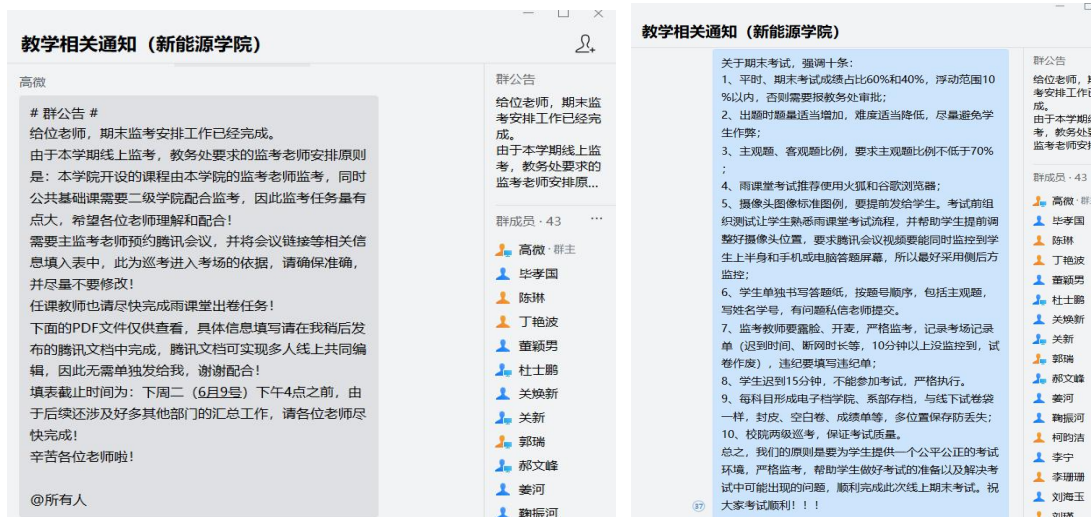 教学相关通知（新能源学院）
高微
# 群公告 #
给位老师，期末监考安排工作已经完成。
由于本学期线上监考，教务处要求的监考老师安排原则
是：本学院开设的课程由本学院的监考老师监考，同时
公共基础课需要二级学院配合监考，因此监考任务量有
点大，希望各位老师理解和配合！
需要主监考老师预约腾讯会议，并将会议链接等相关信
息填入表中，此为巡考进入考场的依据，请确保准确，
并尽量不要修改！
任课教师也请尽快完成雨课堂出卷任务！
下面的PDF文件仅供查看，具体信息填写请在我稍后发
布的腾讯文档中完成，腾讯文档可实现多人线上共同编
辑，因此无需单独发给我，谢谢配合！
填表截止时间为：下周二（6月9号）下午4点之前，由
于后续还涉及好多其他部门的汇总工作，请各位老师尽
快完成！
辛苦各位老师啦！
@所有人
群公告
给位老师，期末监
考安排工作已经完
成。
由于本学期线上监
考，教务处要求的
监考老师安排原...
群成员·43
高微·群主
毕孝国
陈琳
丁艳波
董颖男
杜士鹏
关焕新
关新
郭瑞
郝文峰
姜河
鞠振河
教学相关通知（新能源学院）
关于期末考试，强调十条：
1、平时、期末考试成绩占比60%和40%，浮动范围10
%以内，否则需要报教务处审批；
2、出题时题量适当增加，难度适当降低，尽量避免学
生作弊；
3、主观题、客观题比例，要求主观题比例不低于70%
；
4、雨课堂考试推荐使用火狐和谷歌浏览器；
5、摄像头图像标准图例，要提前发给学生。考试前组
织测试让学生熟悉雨课堂考试流程，并帮助学生提前调
整好摄像头位置，要求腾讯会议视频要能同时监控到学
生上半身和手机或电脑答题屏幕，所以最好采用侧后方
监控；
6、学生单独书写答题纸，按题号顺序，包括主观题，
写姓名学号，有问题私信老师提交。
7、监考教师要露脸、开麦，严格监考，记录考场记录
单（迟到时间、断网时长等，10分钟以上没监控到，试
卷作废），违纪要填写违纪单；
8、学生迟到15分钟，不能参加考试，严格执行。
9、每科目形成电子档学院、系部存档，与线下试卷袋
一样，封皮、空白卷、成绩单等，多位置保存防丢失；
10、校院两级巡考，保证考试质量。
总之，我们的原则是要为学生提供一个公平公正的考试
环境，严格监考，帮助学生做好考试的准备以及解决考
试中可能出现的问题，顺利完成此次线上期末考试。祝
大家考试顺利！！！
87
群公告
给位老师，
考安排工作
成。
由于本学期
考，教务处
监考老师安
群成员·43
高微·群
毕孝国
陈琳
丁艳波
董颖男
杜士鹏
关焕新
关新
郭瑞
郝文峰
姜河
鞠振河
柯昀洁
李宁
李珊珊
刘海玉